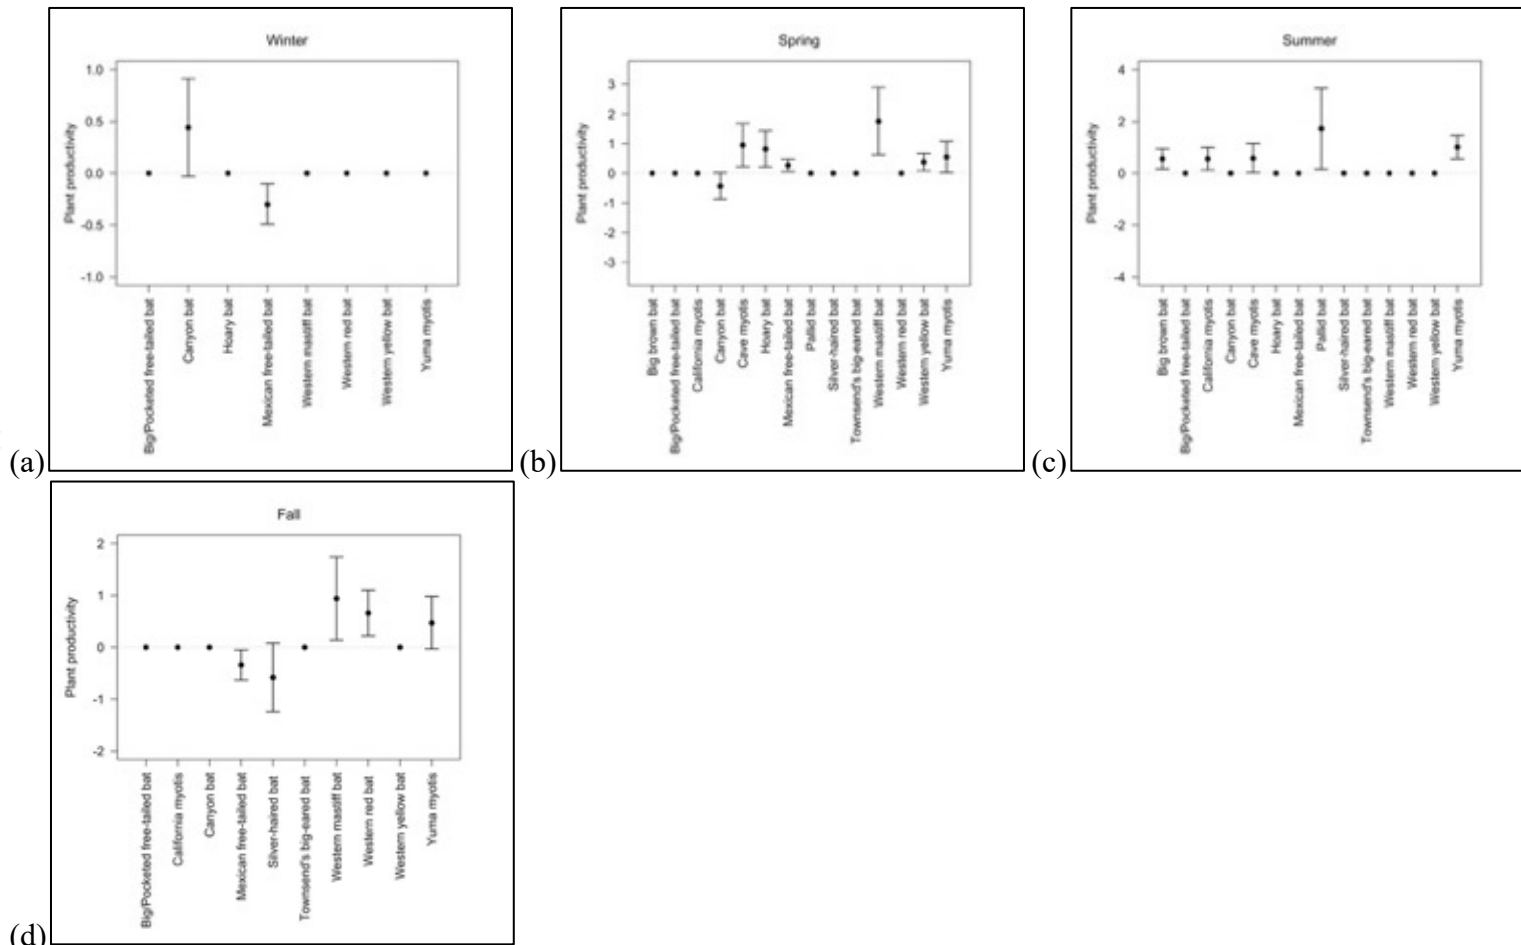 Winter
Plant productivity
1.0
0.5
0.0
-0.5
-1.0
Big/Pocketed free-tailed bat
Canyon bat
Hoary bat
Mexican free-tailed bat
Western mastiff bat
Western red bat
Western yellow bat
Yuma myotis
(a)
Spring
Plant productivity
3
2
1
0
-1
-2
-3
Big brown bat
Big/Pocketed free-tailed bat
California myotis
Canyon bat
Cave myotis
Hoary bat
Mexican free-tailed bat
Pallid bat
Silver-haired bat
Townsend's big-eared bat
Western mastiff bat
Western red bat
Western yellow bat
Yuma myotis
(b)
Summer
Plant productivity
4
2
0
-2
-4
Big brown bat
Big/Pocketed free-tailed bat
California myotis
Canyon bat
Cave myotis
Hoary bat
Mexican free-tailed bat
Pallid bat
Silver-haired bat
Townsend's big-eared bat
Western mastiff bat
Western red bat
Western yellow bat
Yuma myotis
(c)
Fall
Plant productivity
2
1
0
-1
-2
Big/Pocketed free-tailed bat
California myotis
Canyon bat
Mexican free-tailed bat
Silver-haired bat
Townsend's big-eared bat
Western mastiff bat
Western red bat
Western yellow bat
Yuma myotis
(d)